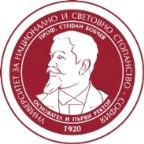 УНИВЕРСИТЕТ ЗА НАЦИОНАЛНО И СВЕТОВНО СТОПАНСТВО - СОФИЯ
ПРОФ. СТЕФАН БОБЧЕВ
ОСНОВАТЕЛ И ПЪРВИ РЕКТОР
1920